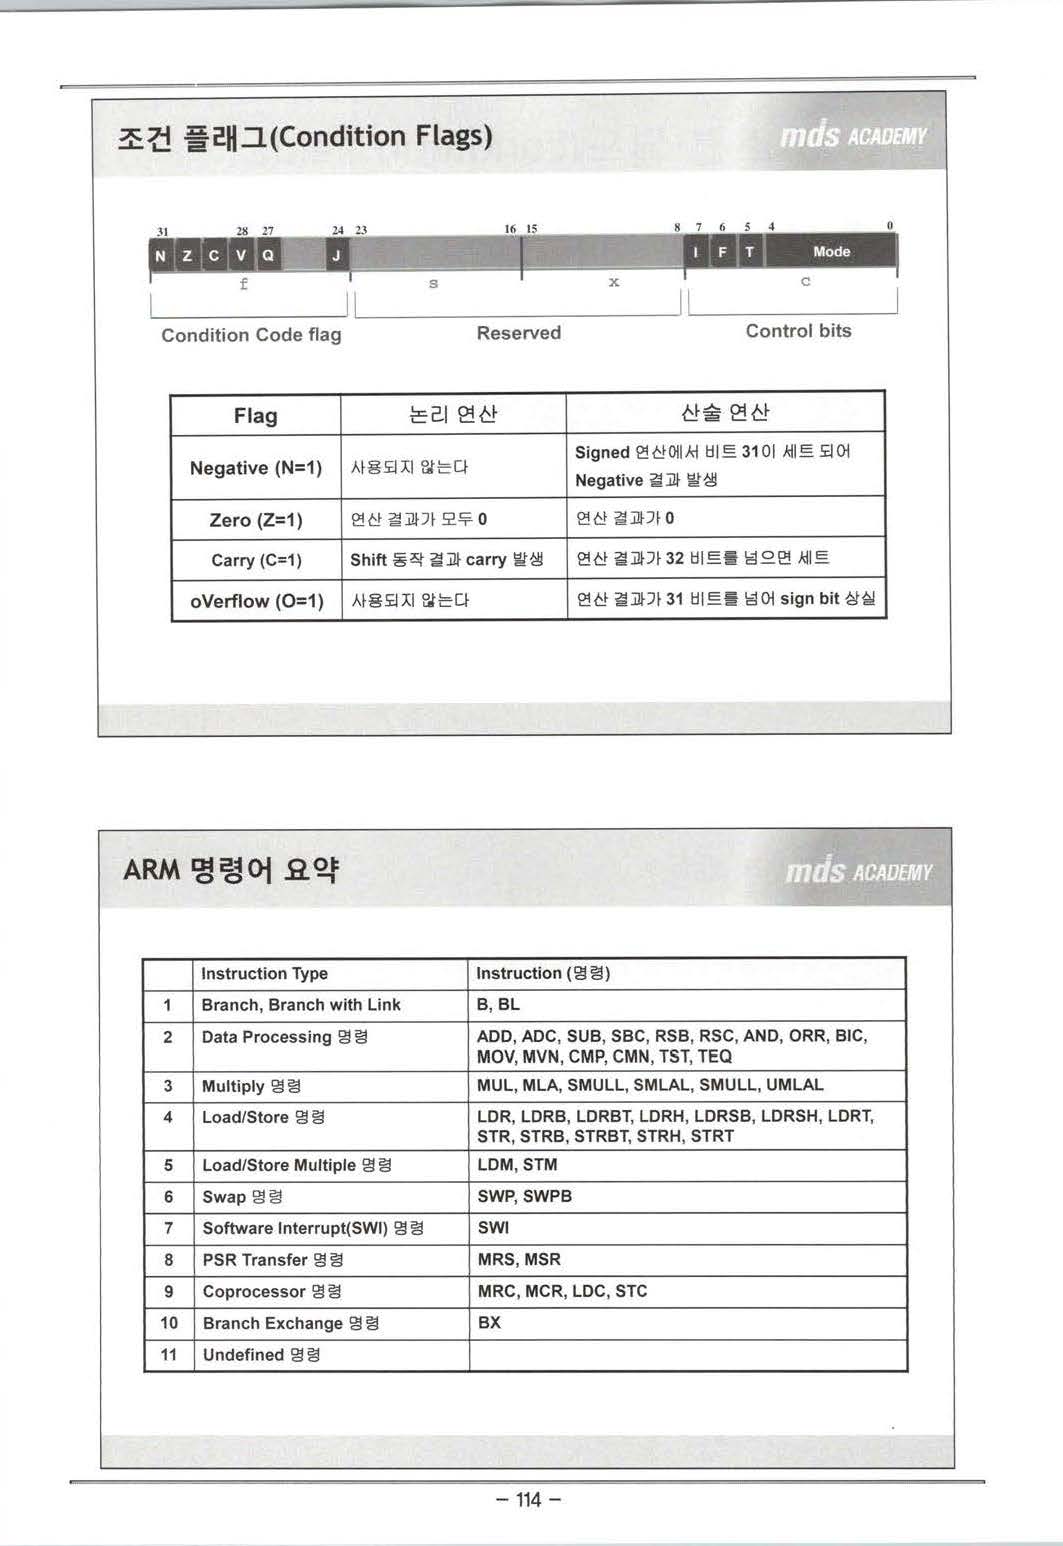 조건 플래그(Condition Flags)
mds ACADEMY
31 28 27 24 23 16 15 8 7 6 5 4 0
N Z C V Q J I F T Mode
f s x c
Condition Code flag Reserved Control bits
Flag 논리 연산 산술 연산
Negative (N=1) 사용되지 않는다 Signed 연산에서 비트 31이 세트 되어
Negative 결과 발생
Zero (Z=1) 연산 결과가 모두 0 연산 결과가 0
Carry (C=1) Shift 동작 결과 carry 발생 연산 결과가 32 비트를 넘으면 세트
oVerflow (O=1) 사용되지 않는다 연산 결과가 31 비트를 넘어 sign bit 상실
ARM 명령어 요약
mds ACADEMY
Instruction Type Instruction (명령)
1 Branch, Branch with Link B, BL
2 Data Processing 명령 ADD, ADC, SUB, SBC, RSB, RSC, AND, ORR, BIC,
MOV, MVN, CMP, CMN, TST, TEQ
3 Multiply 명령 MUL, MLA, SMULL, SMLAL, SMULL, UMLAL
4 Load/Store 명령 LDR, LDRB, LDRBT, LDRH, LDRSB, LDRSH, LDRT,
STR, STRB, STRBT, STRH, STRT
5 Load/Store Multiple 명령 LDM, STM
6 Swap 명령 SWP, SWPB
7 Software Interrupt(SWI) 명령 SWI
8 PSR Transfer 명령 MRS, MSR
9 Coprocessor 명령 MRC, MCR, LDC, STC
10 Branch Exchange 명령 BX
11 Undefined 명령
- 114 -